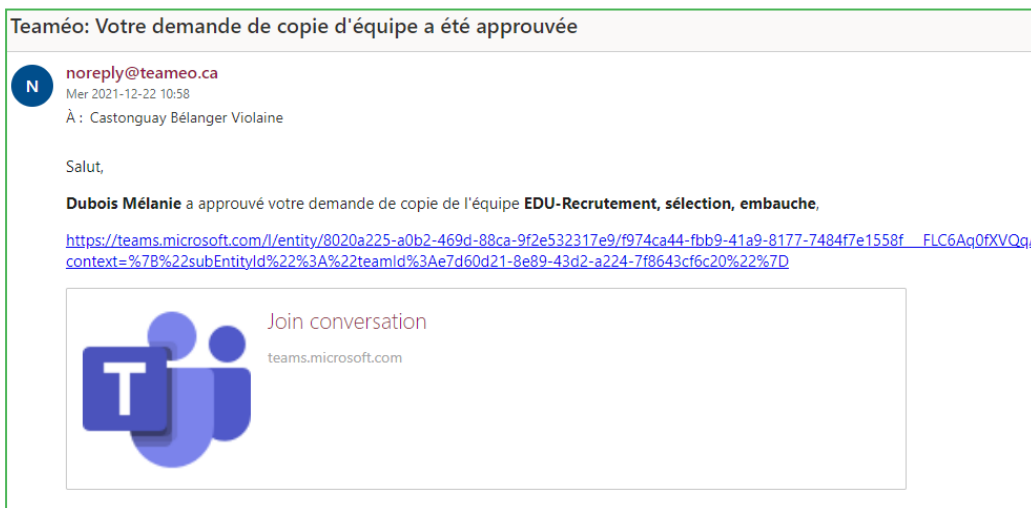 Teaméo: Votre demande de copie d'équipe a été approuvée
N
noreply@teameo.ca
Mer 2021-12-22 10:58
À : Castonguay Bélanger Violaine
Salut,
Dubois Mélanie a approuvé votre demande de copie de l'équipe EDU-Recrutement, sélection, embauche,
https://teams.microsoft.com/l/entity/8020a225-a0b2-469d-88ca-9f2e532317e9/f974ca44-fbb9-41a9-8177-7484f7e1558f__FLC6Aq0fXVQq
context=%7B%22subEntityId%22%3A%22teamId%3Ae7d60d21-8e89-43d2-a224-7f8643cf6c20%22%7D
Join conversation
teams.microsoft.com
T